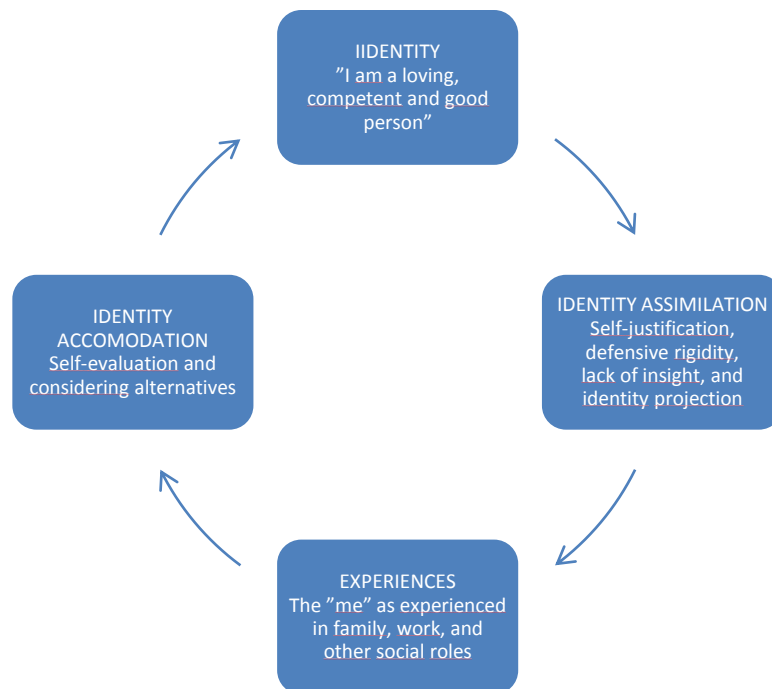 IIDENTITY
”I am a loving,
competent and good
person”
IDENTITY ASSIMILATION
Self-justification,
defensive rigidity,
lack of insight, and
identity projection
EXPERIENCES
The ”me” as experienced
in family, work, and
other social roles
IDENTITY
ACCOMODATION
Self-evaluation and
considering alternatives